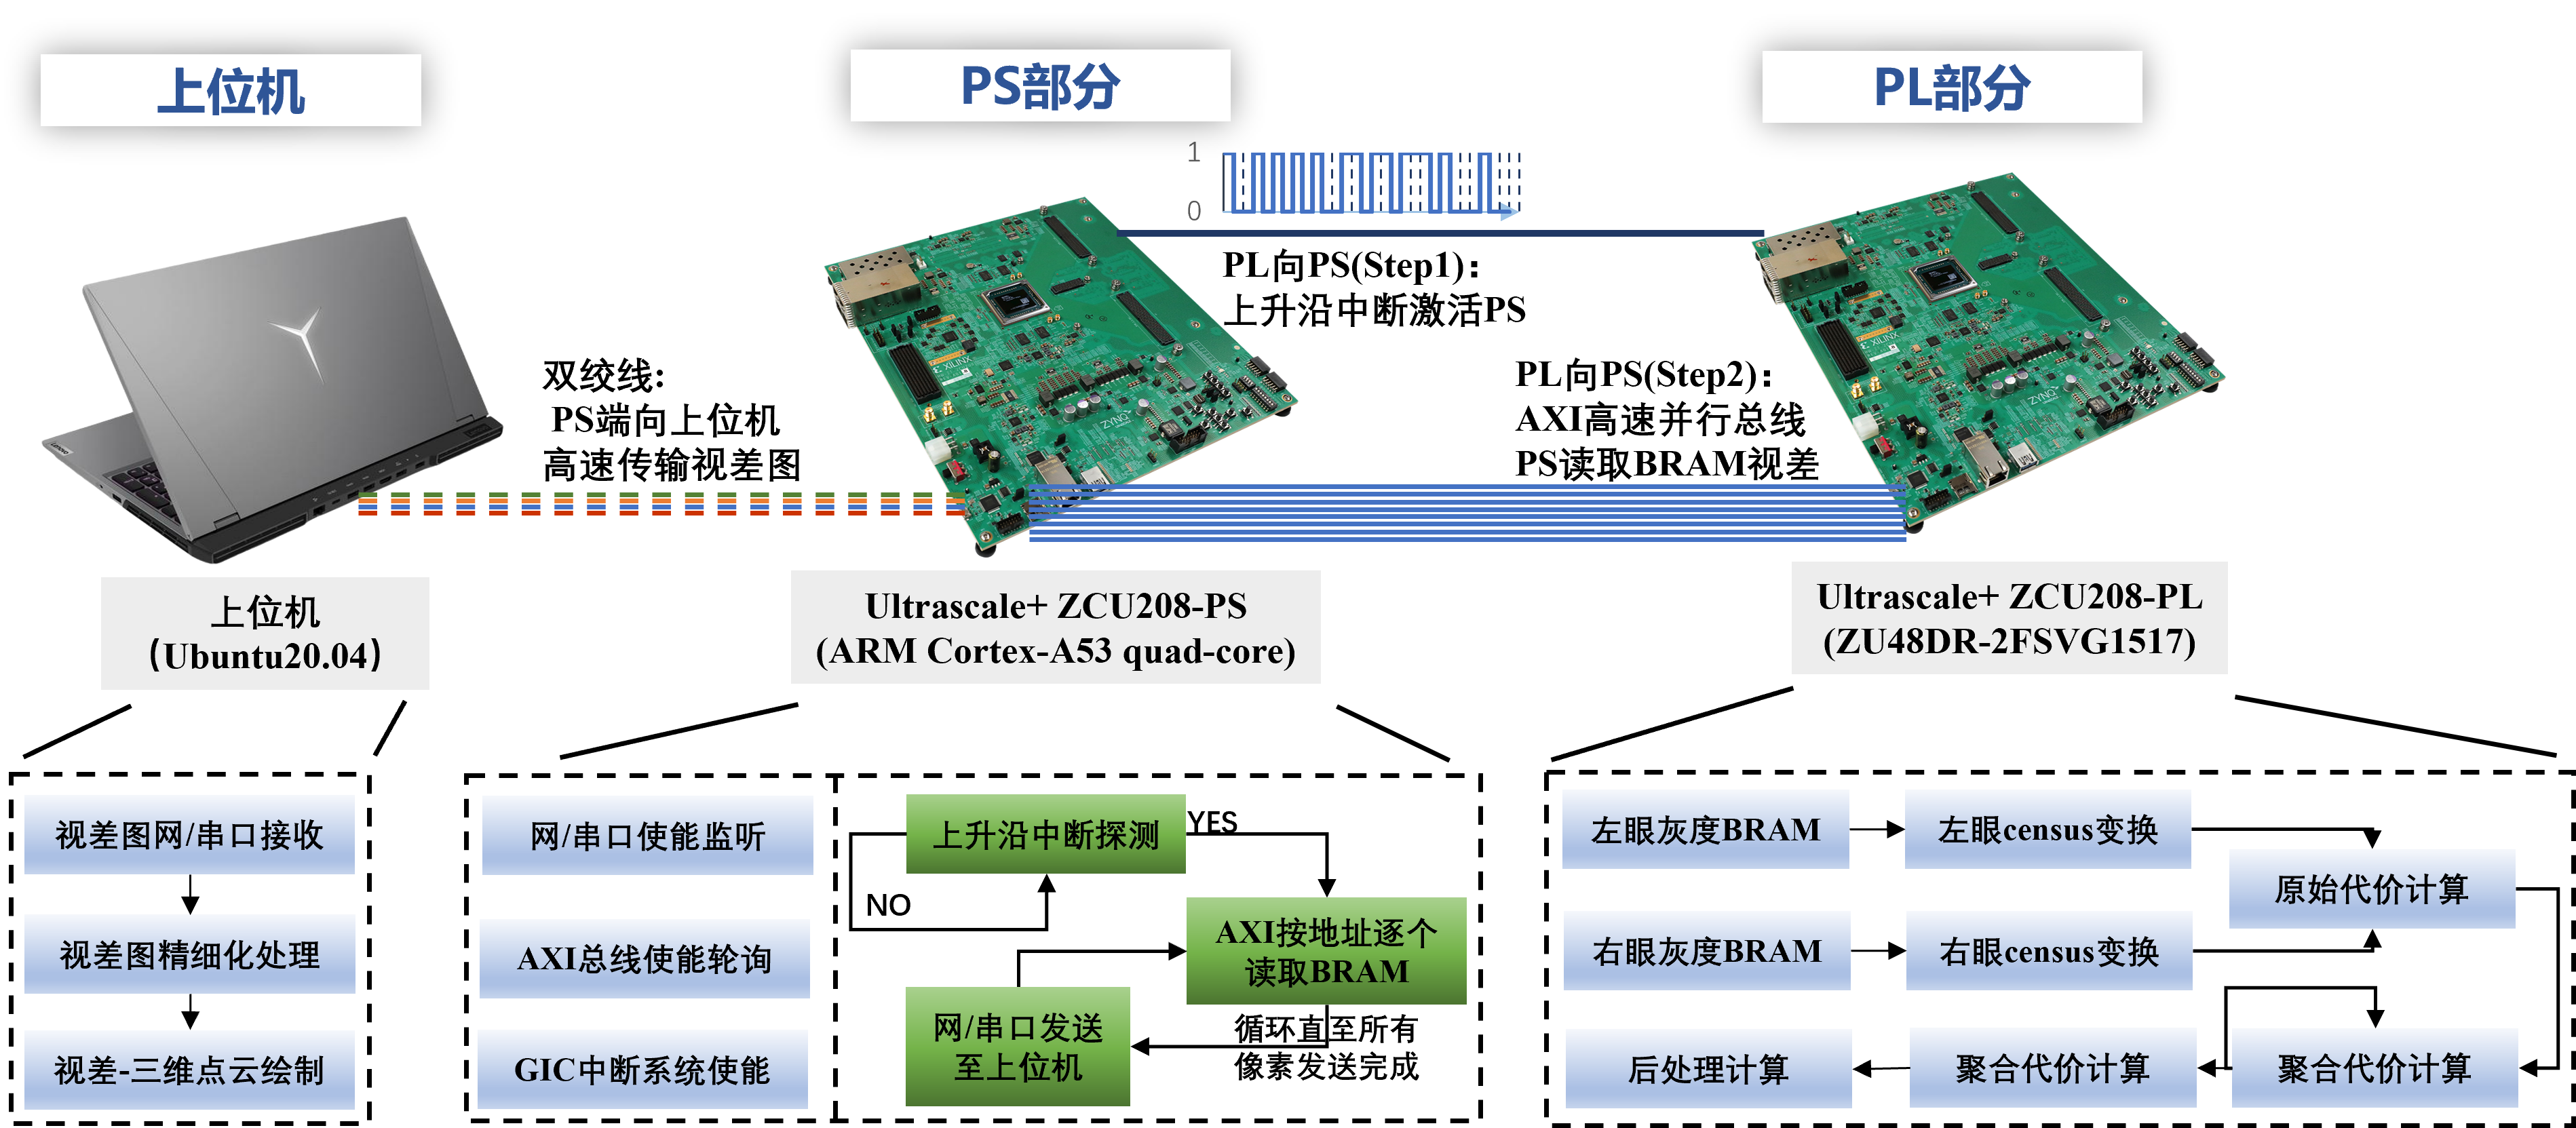 上位机
PS部分
PL部分
1
0
PL向PS(Step1)：
上升沿中断激活PS
双绞线:
PS端向上位机
高速传输视差图
PL向PS(Step2)：
AXI高速并行总线
PS读取BRAM视差
XILINX
ZYNQ
XILINX
ZYNQ
Lenovo
上位机
(Ubuntu20.04)
Ultrascale+ ZCU208-PS
(ARM Cortex-A53 quad-core)
Ultrascale+ ZCU208-PL
(ZU48DR-2FSVG1517)
视差图网/串口接收
视差图精细化处理
视差-三维点云绘制
网/串口使能监听
AXI总线使能轮询
GIC中断系统使能
上升沿中断探测
YES
NO
AXI按地址逐个
读取BRAM
网/串口发送
至上位机
循环直至所有
像素发送完成
左眼灰度BRAM
左眼census变换
原始代价计算
右眼灰度BRAM
右眼census变换
后处理计算
聚合代价计算
聚合代价计算